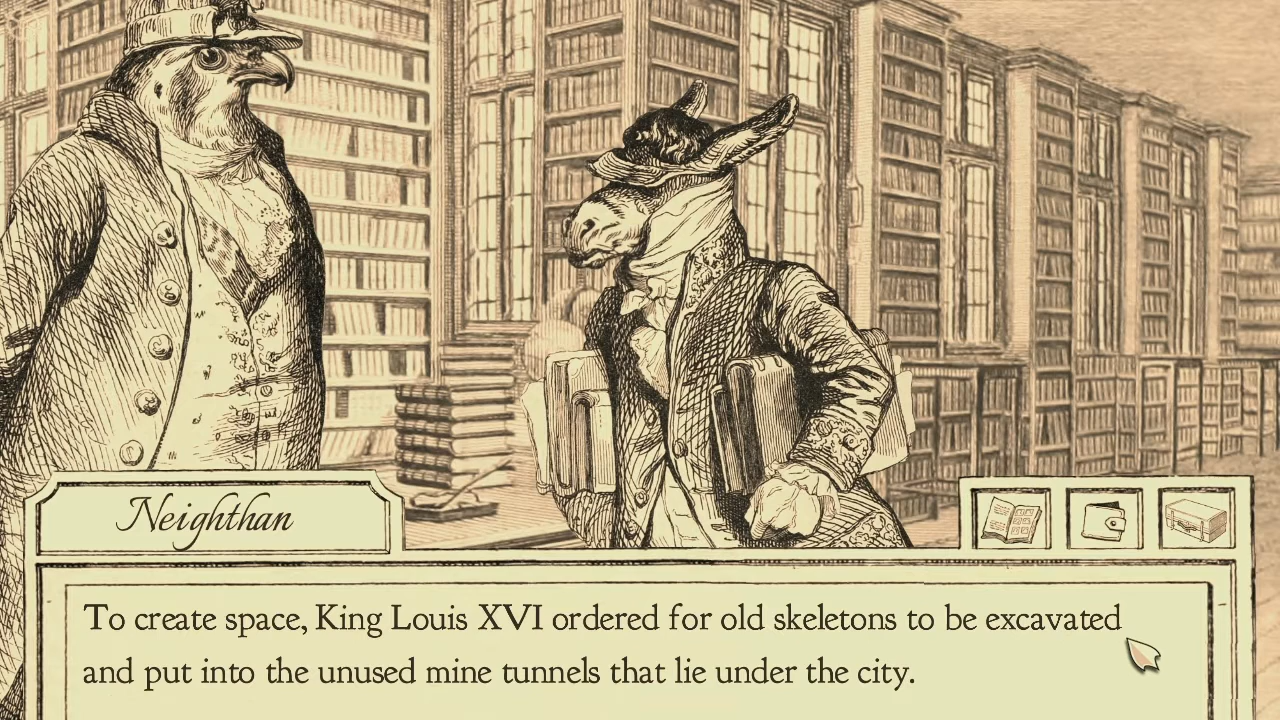 Neighthan
To create space, King Louis XVI ordered for old skeletons to be excavated
and put into the unused mine tunnels that lie under the city.